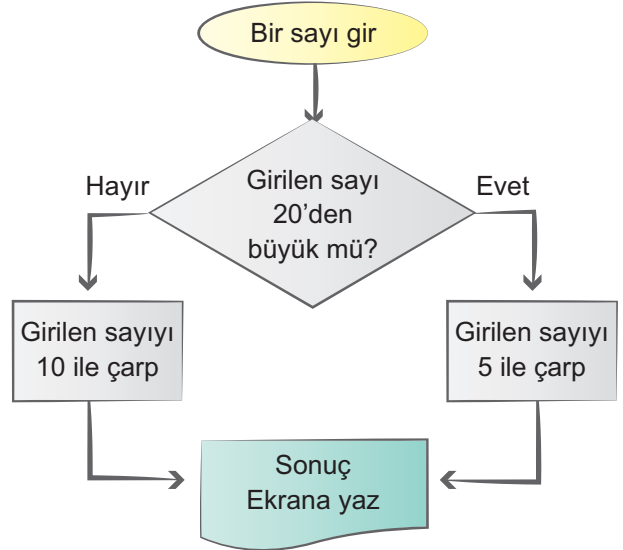 Bir sayı gir
Hayır
Girilen sayı
20’den
büyük mü?
Evet
Girilen sayıyı
10 ile çarp
Girilen sayıyı
5 ile çarp
Sonuç
Ekrana yaz